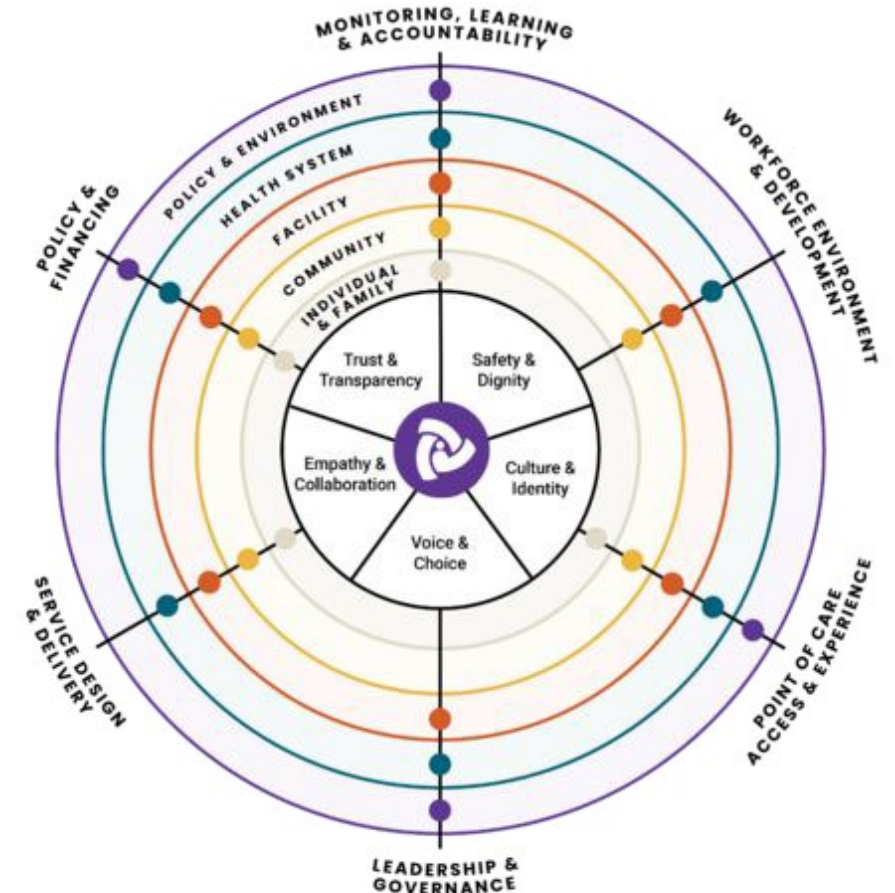 MONITORING, LEARNING
& ACCOUNTABILITY
WORKFORCE ENVIRONMENT
& DEVELOPMENT
POLICY &
FINANCING
POLICY & ENVIRONMENT
HEALTH SYSTEM
FACILITY
COMMUNITY
INDIVIDUAL
& FAMILY
Trust &
Transparency
Safety &
Dignity
Empathy &
Collaboration
Culture &
Identity
Voice &
Choice
SERVICE DESIGN
& DELIVERY
POINT OF CARE
ACCESS & EXPERIENCE
LEADERSHIP &
GOVERNANCE